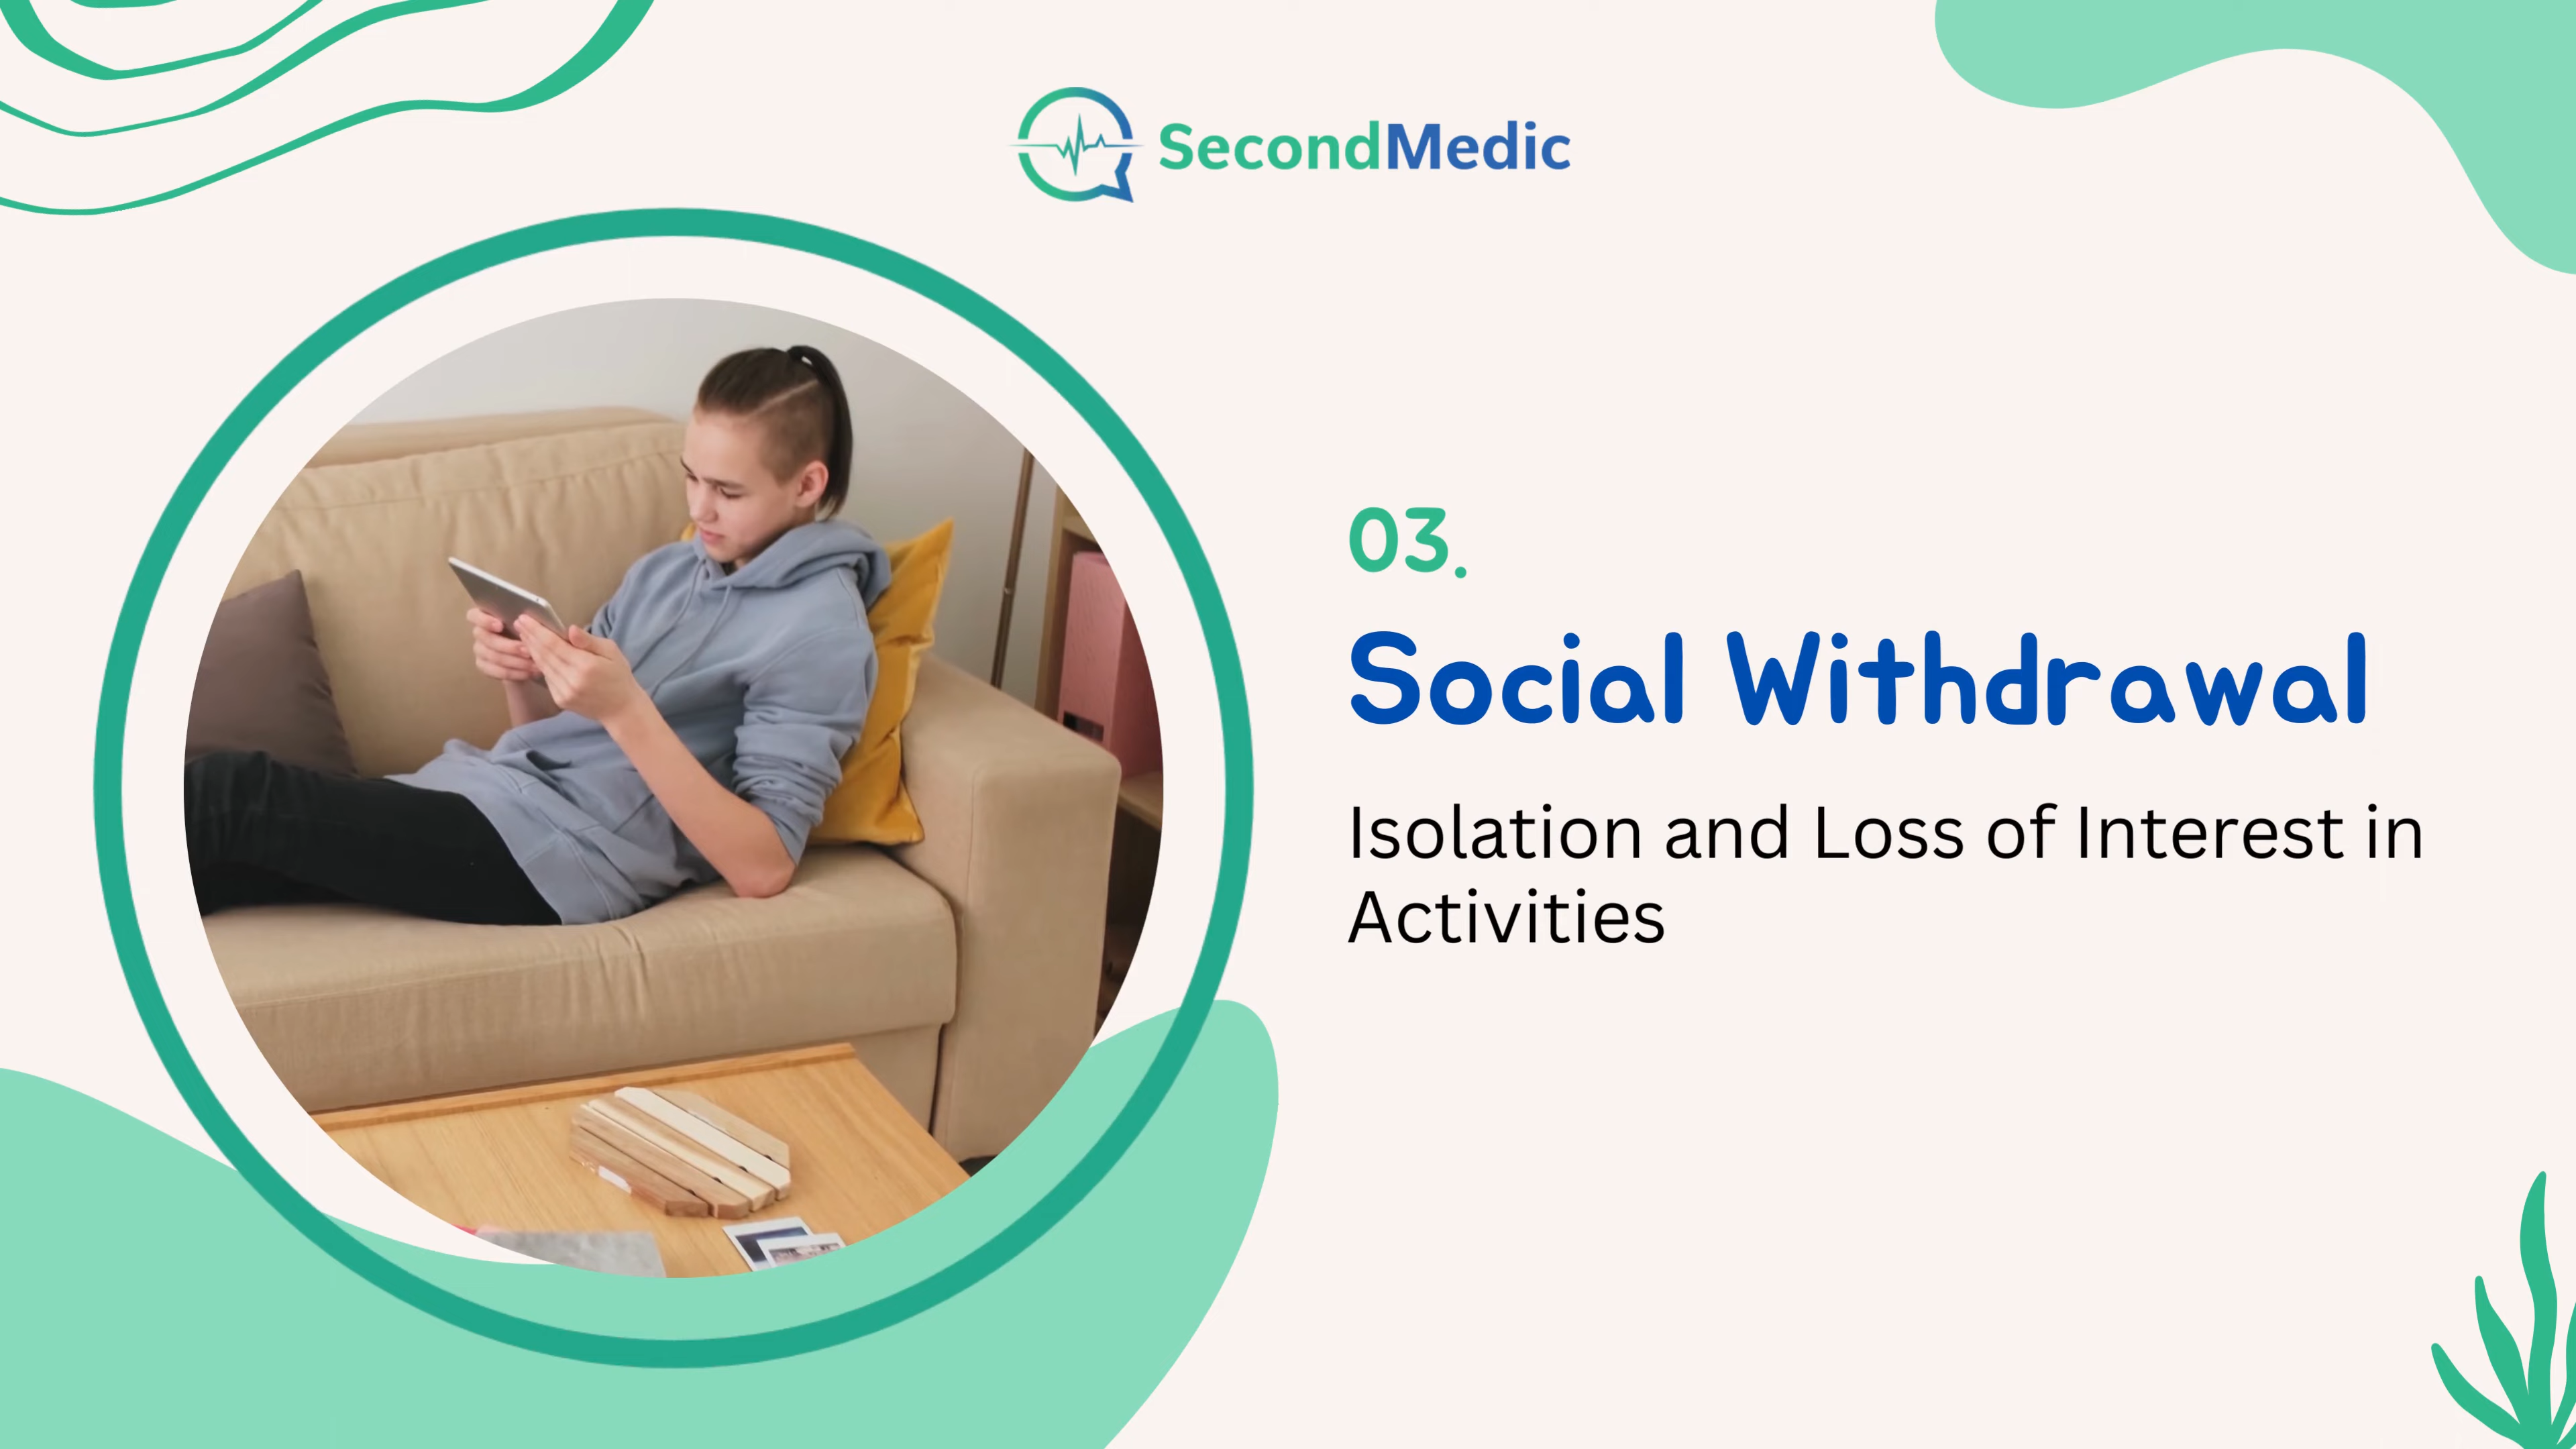 SecondMedic
03.
Social Withdrawal
Isolation and Loss of Interest in
Activities